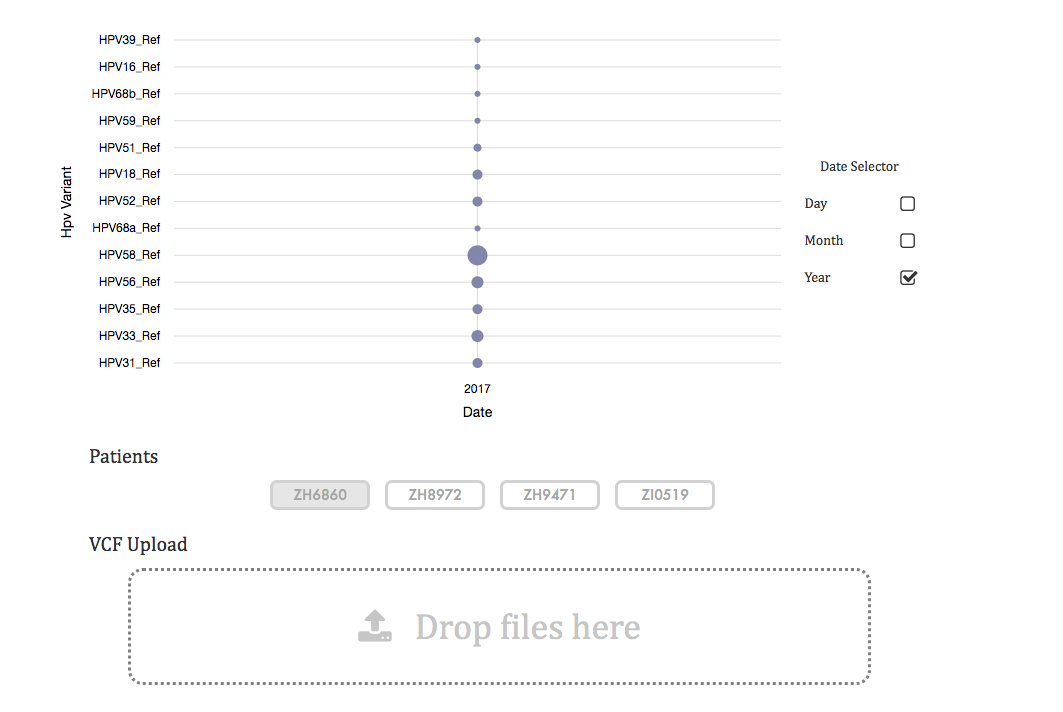 HPV39_Ref
HPV16_Ref
HPV68b_Ref
HPV59_Ref
HPV51_Ref
HPV18_Ref
HPV52_Ref
HPV68a_Ref
HPV58_Ref
HPV56_Ref
HPV35_Ref
HPV33_Ref
HPV31_Ref
Hpv Variant
2017
Date
Date Selector
Day
Month
Year
Patients
ZH6860 ZH8972 ZH9471 ZI0519
VCF Upload
Drop files here